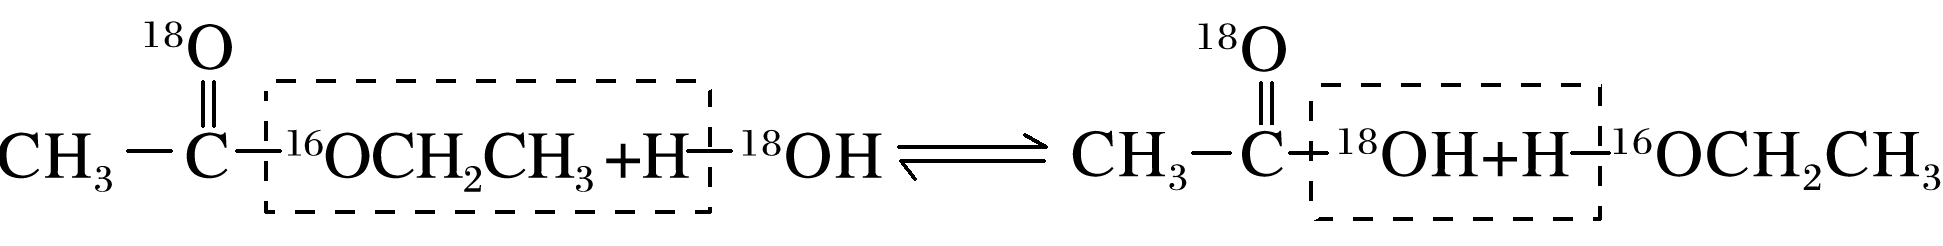 ¹⁸O ¹⁸O
CH₃—C—¹⁶OCH₂CH₃+H—¹⁸OH ⇌ CH₃—C—¹⁸OH+H—¹⁶OCH₂CH₃